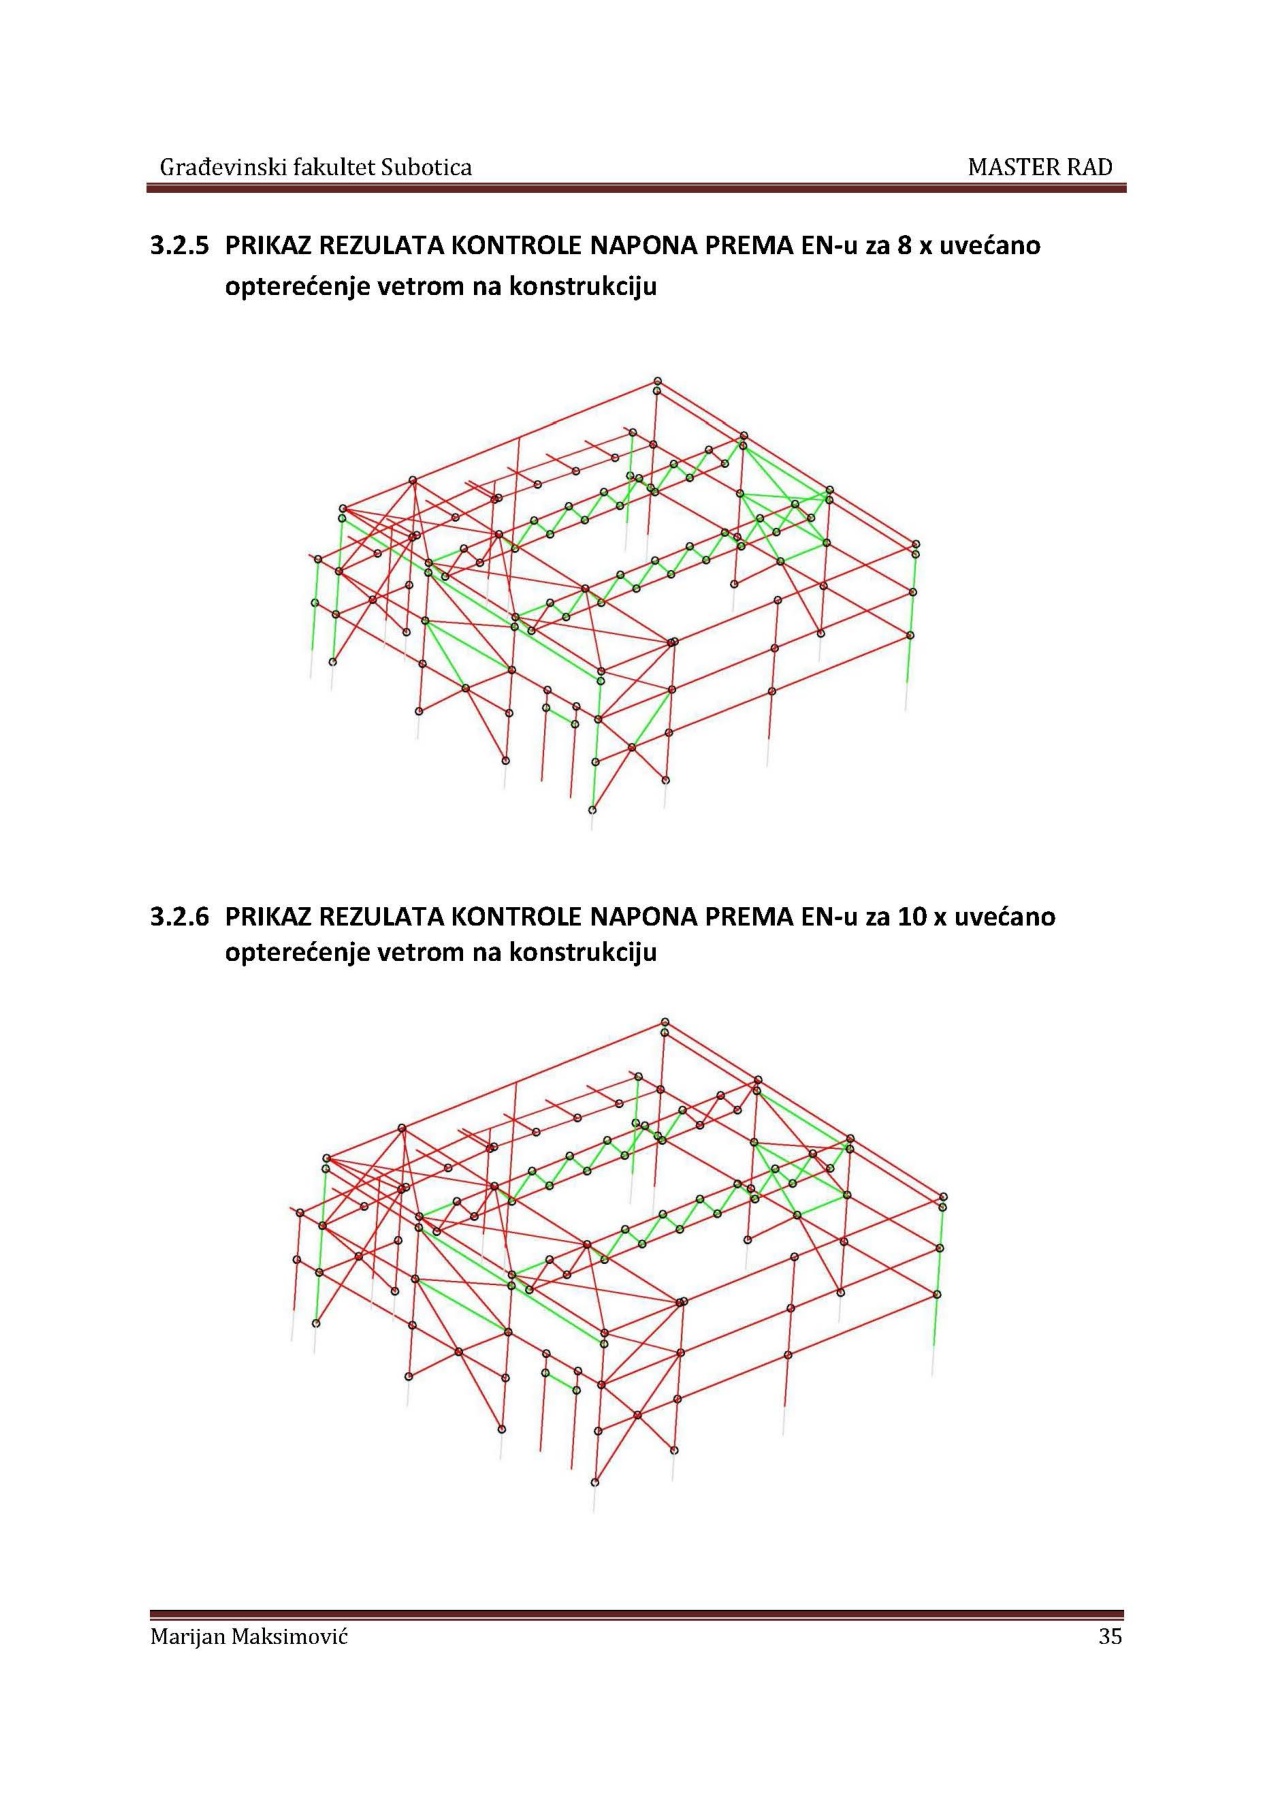 Građevinski fakultet Subotica MASTER RAD
3.2.5 PRIKAZ REZULATA KONTROLE NAPONA PREMA EN-u za 8 x uvećano
opterećenje vetrom na konstrukciju
3.2.6 PRIKAZ REZULATA KONTROLE NAPONA PREMA EN-u za 10 x uvećano
opterećenje vetrom na konstrukciju
Marijan Maksimović 35